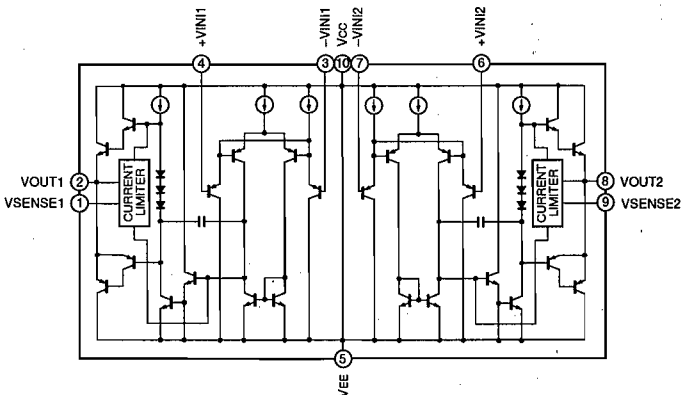 +VINI1
−VINI1
VCC
−VINI2
+VINI2
4
3
10
7
6
VOUT1
2
VSENSE1
1
CURRENT
LIMITER
CURRENT
LIMITER
8
VOUT2
9
VSENSE2
5
VEE